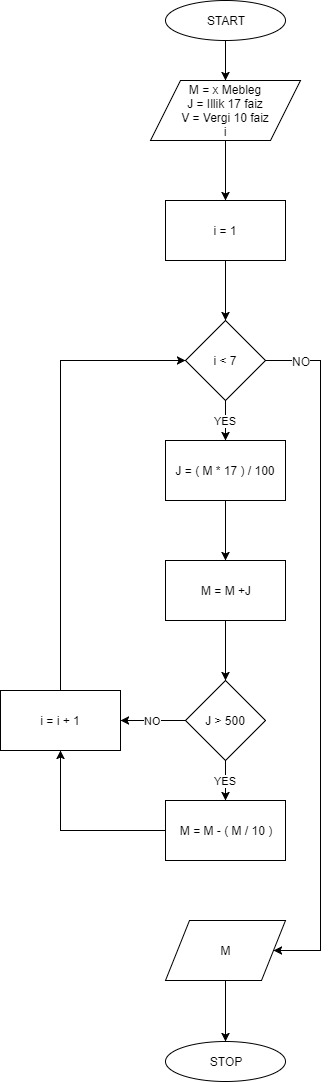 START
M = x Mebleg
J = Illik 17 faiz
V = Vergi 10 faiz
i
i = 1
i < 7
NO
YES
J = ( M * 17 ) / 100
M = M +J
i = i + 1
NO
J > 500
YES
M = M - ( M / 10 )
M
STOP